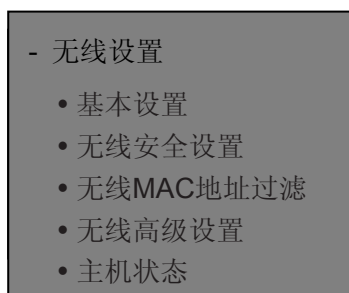 - 无线设置
• 基本设置
• 无线安全设置
• 无线MAC地址过滤
• 无线高级设置
• 主机状态